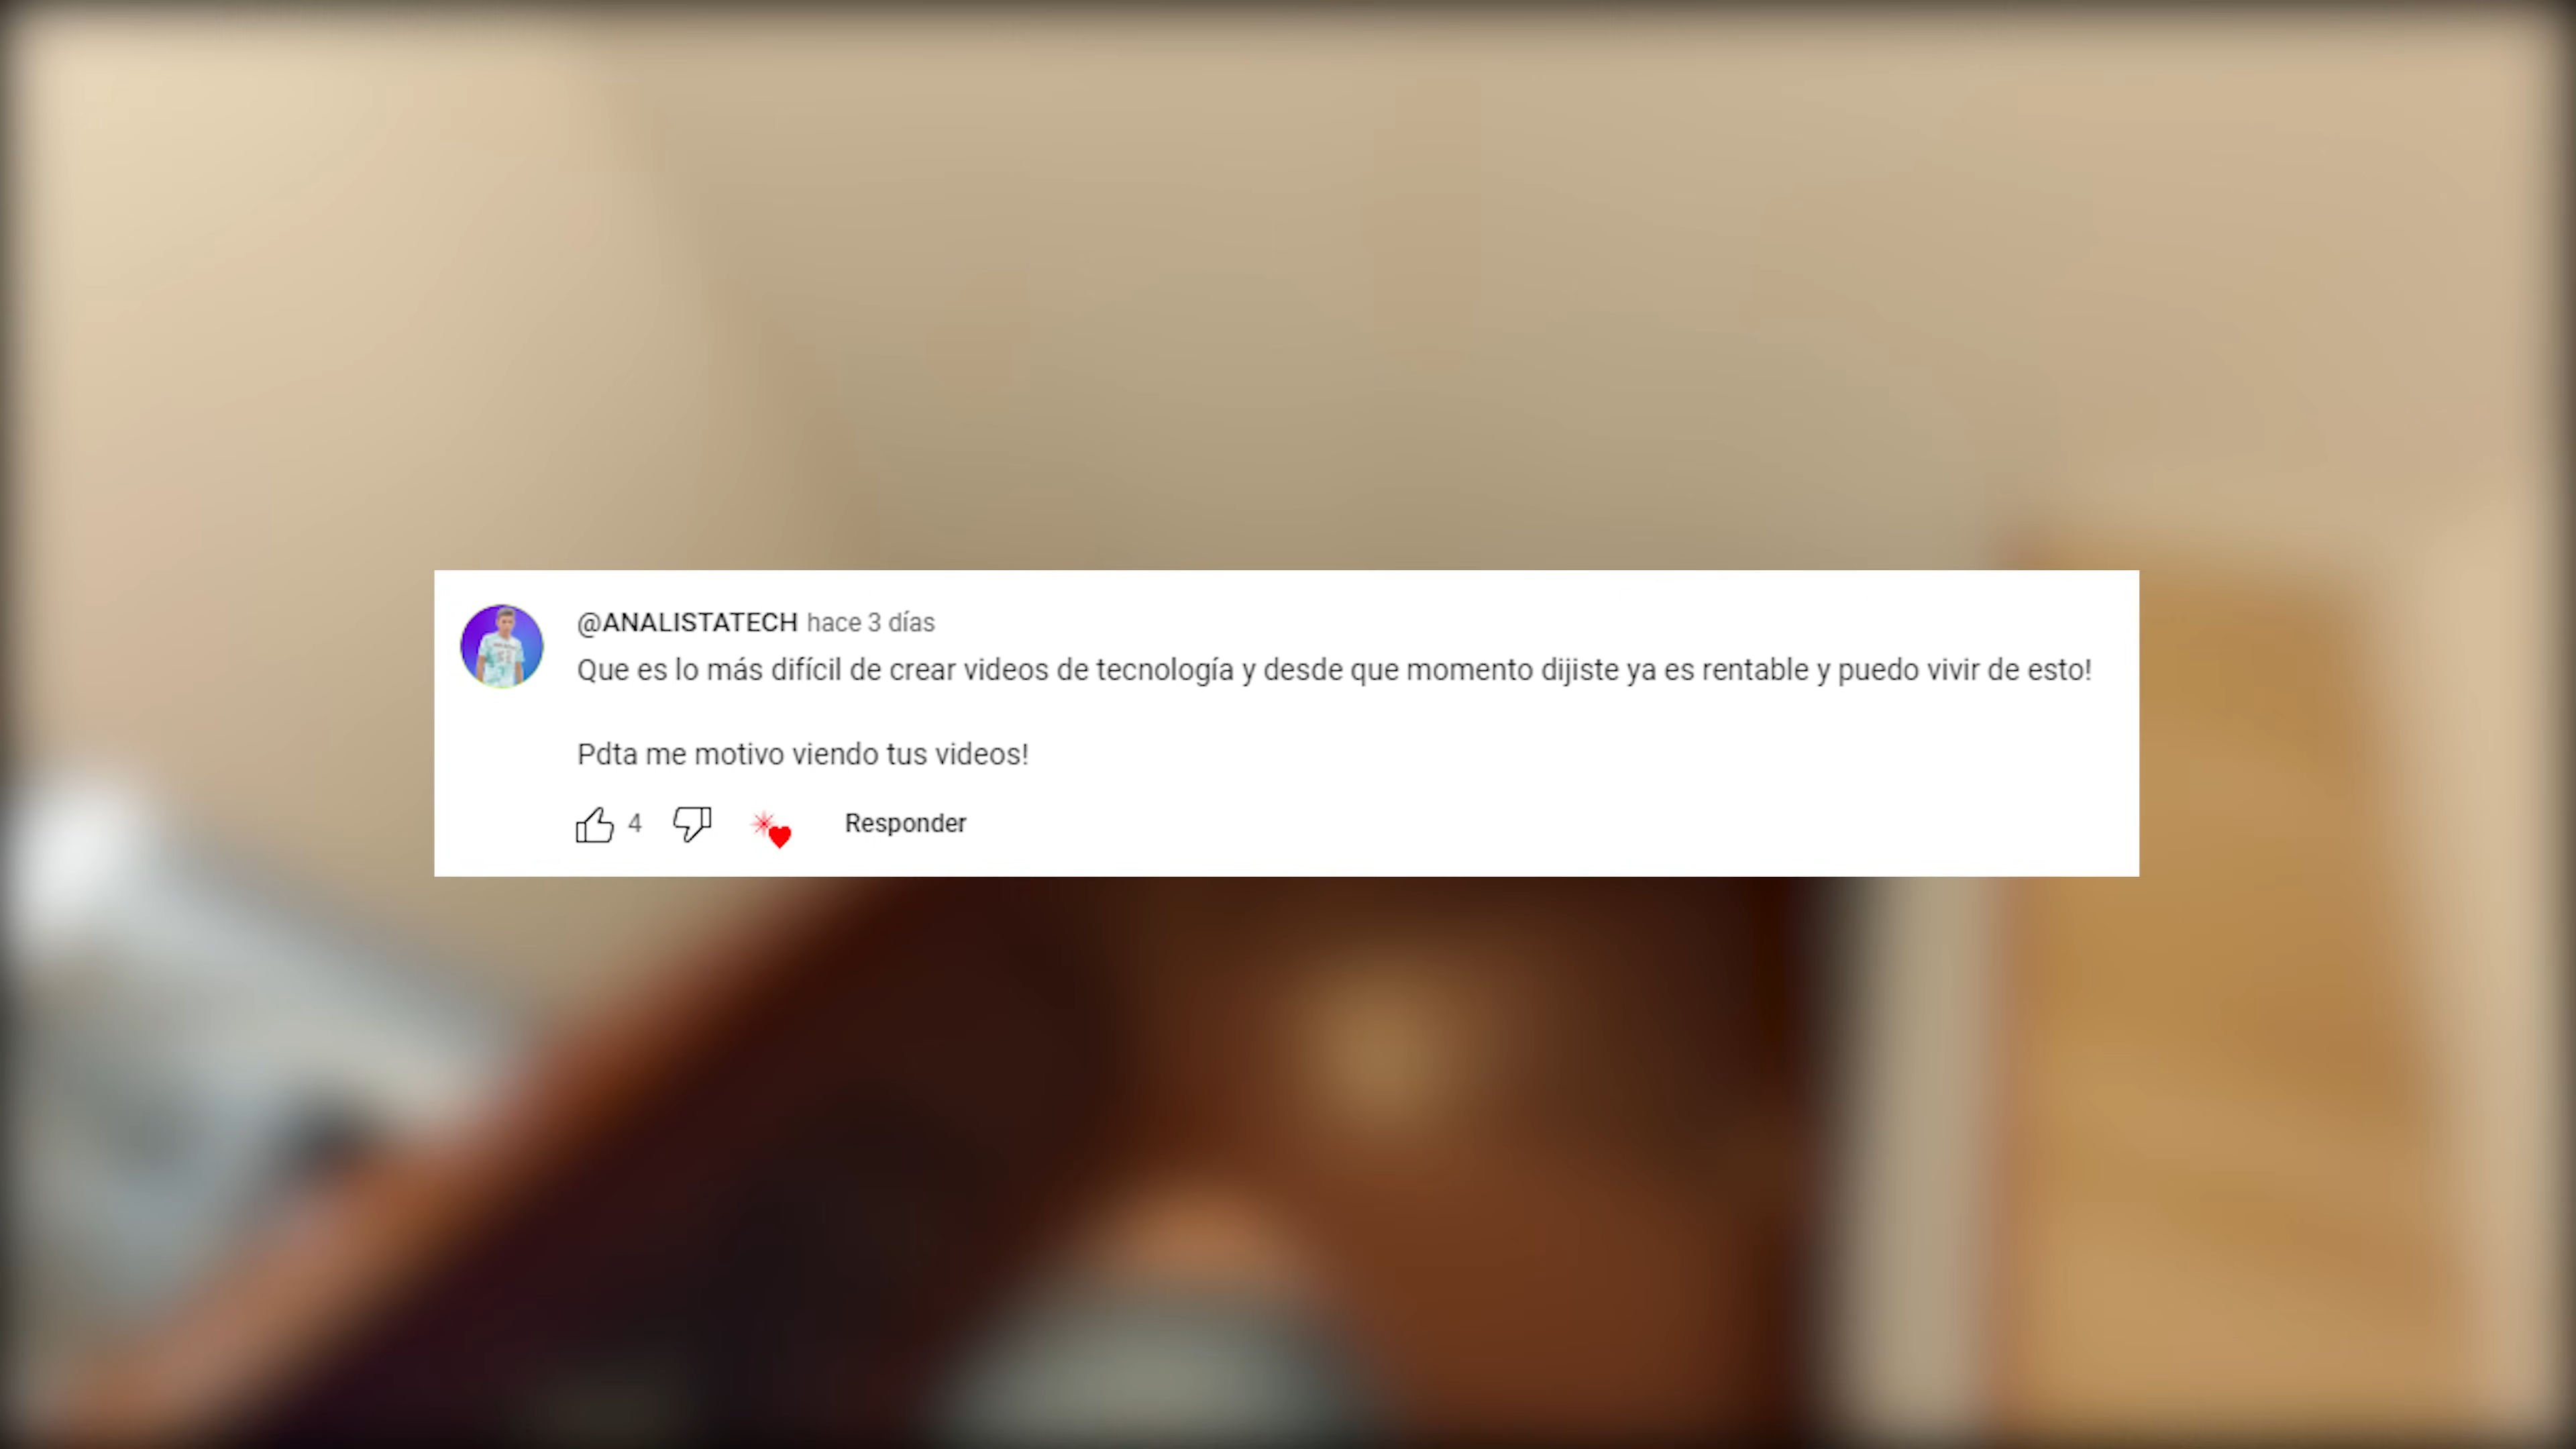 @ANALISTATECH hace 3 días
Que es lo más difícil de crear videos de tecnología y desde que momento dijiste ya es rentable y puedo vivir de esto!
Pdta me motivo viendo tus videos!
4 Responder